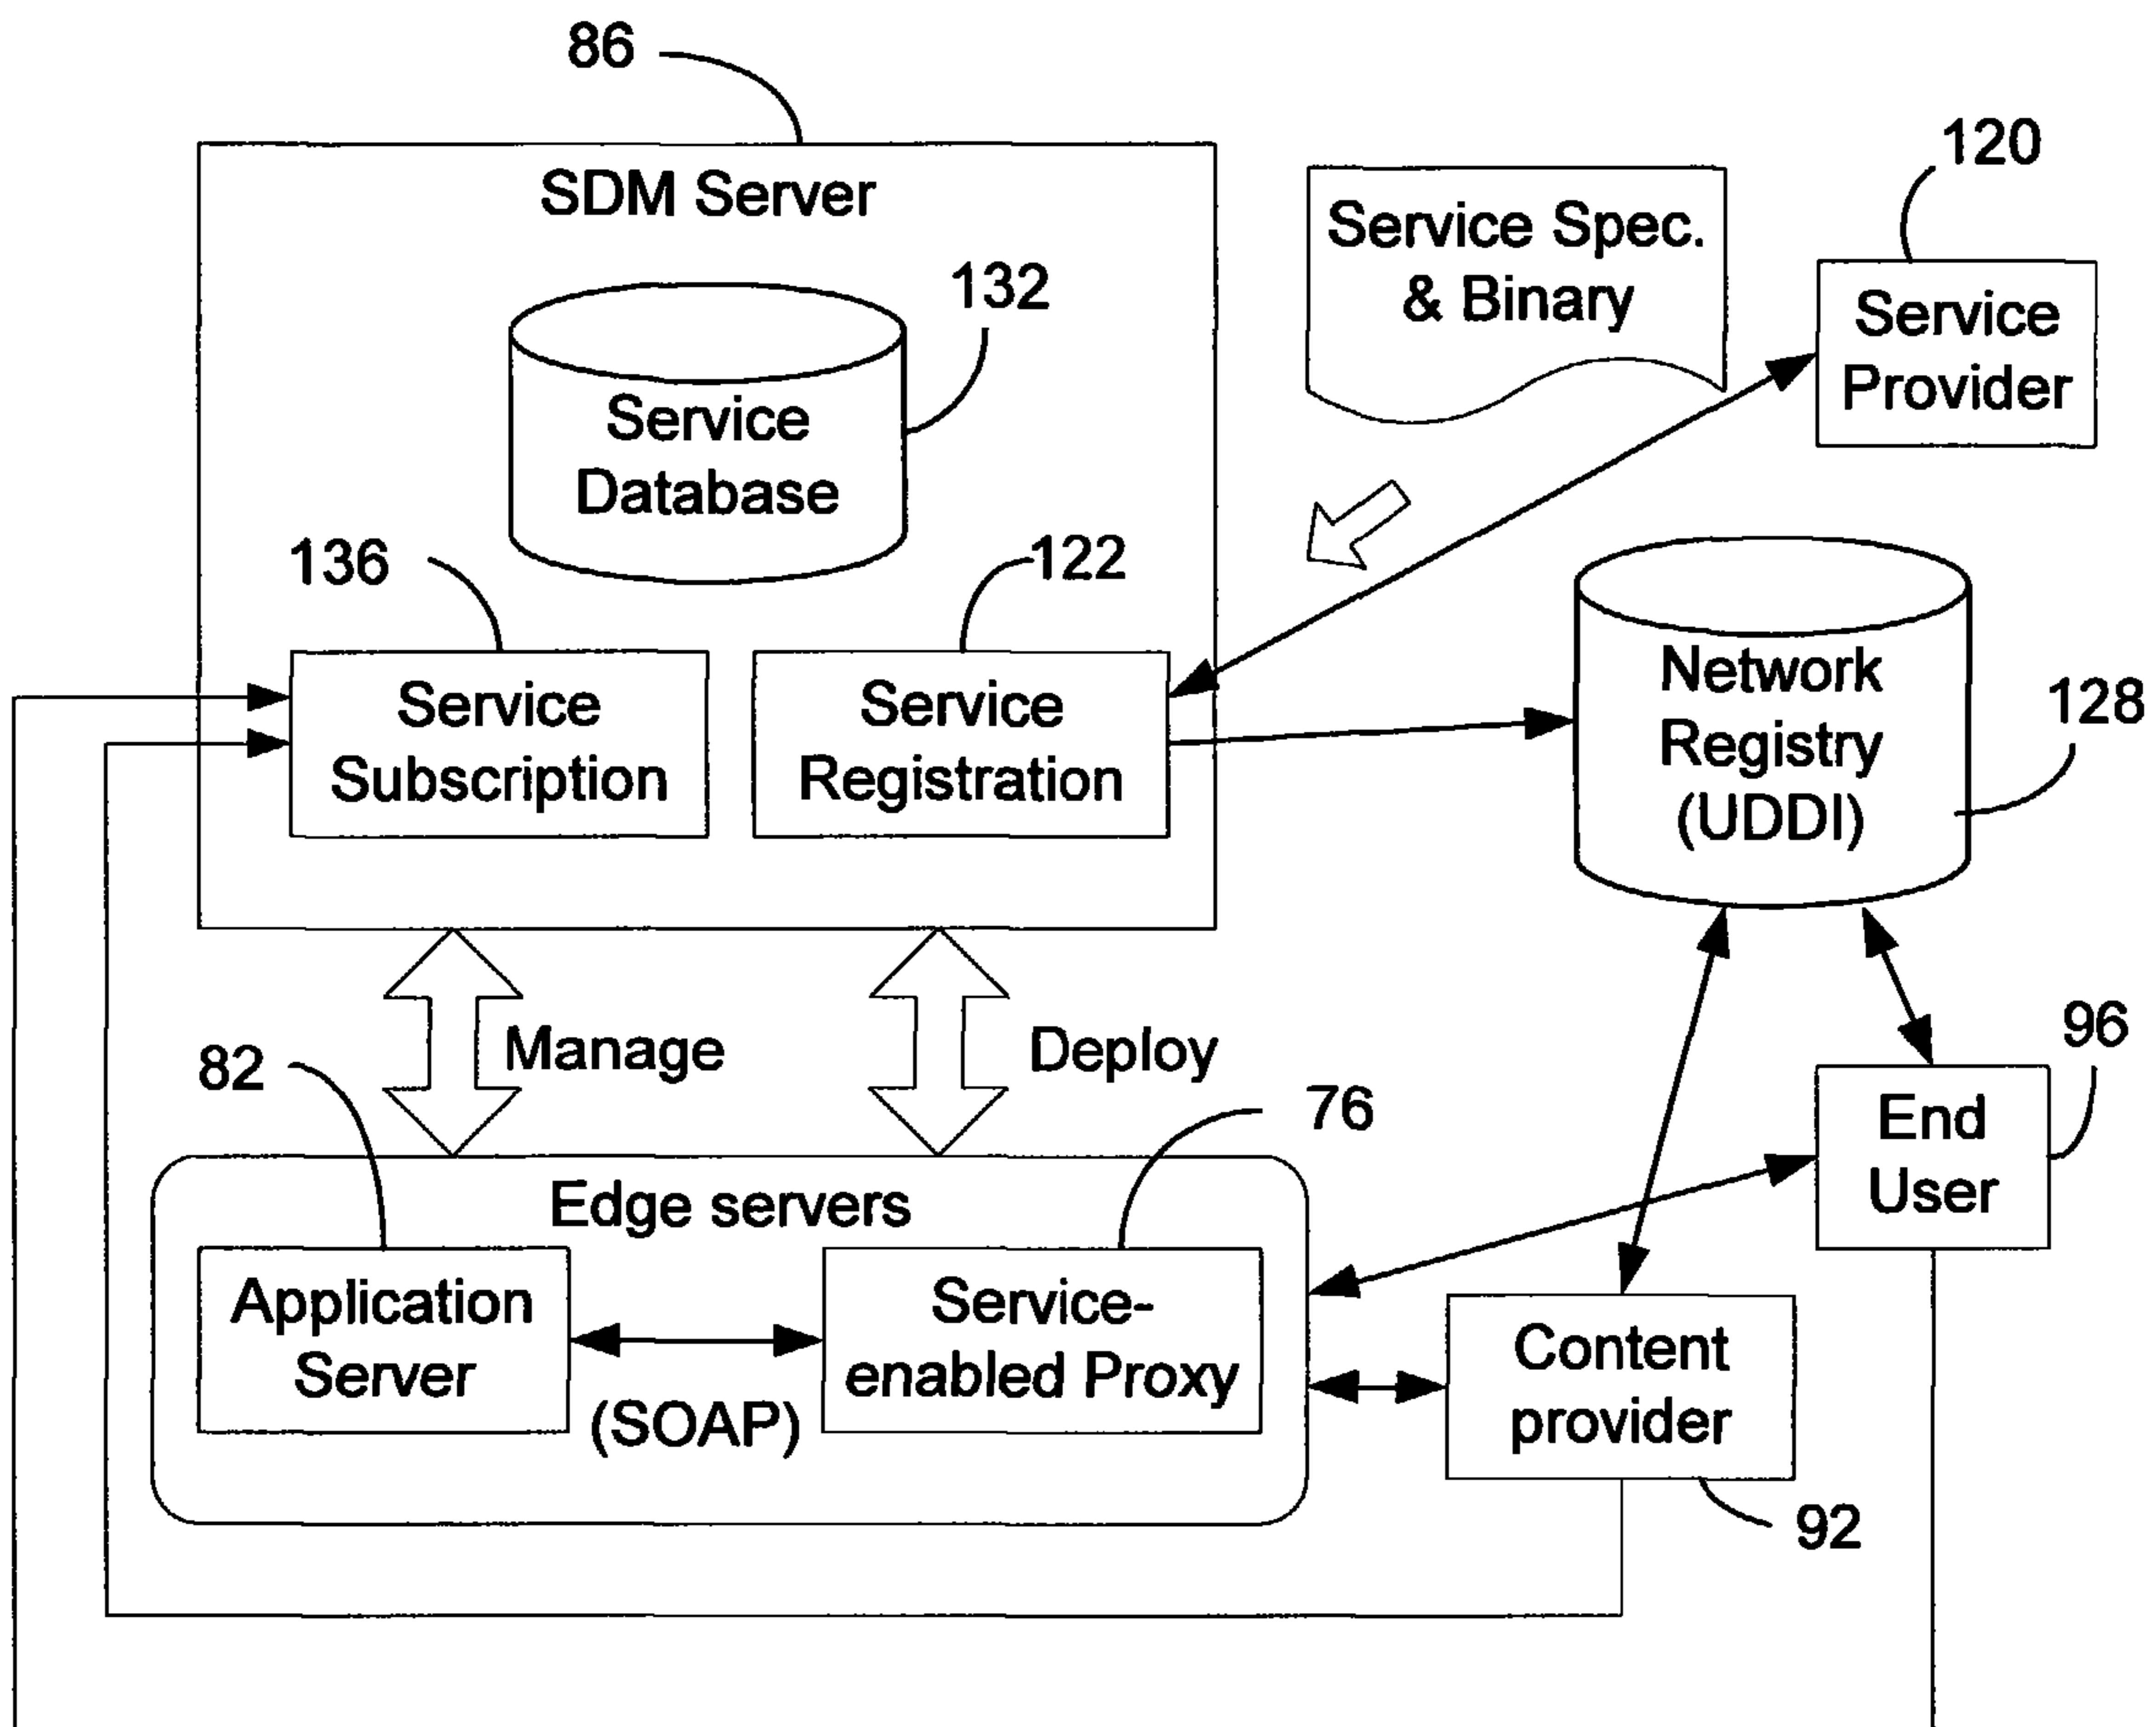 86
SDM Server
120
Service Spec.
& Binary
Service
Provider
132
Service
Database
136
122
Service
Subscription
Service
Registration
Network
Registry
(UDDI)
128
Manage
Deploy
82
76
96
End
User
Edge servers
Application
Server
(SOAP)
Service-
enabled Proxy
Content
provider
92